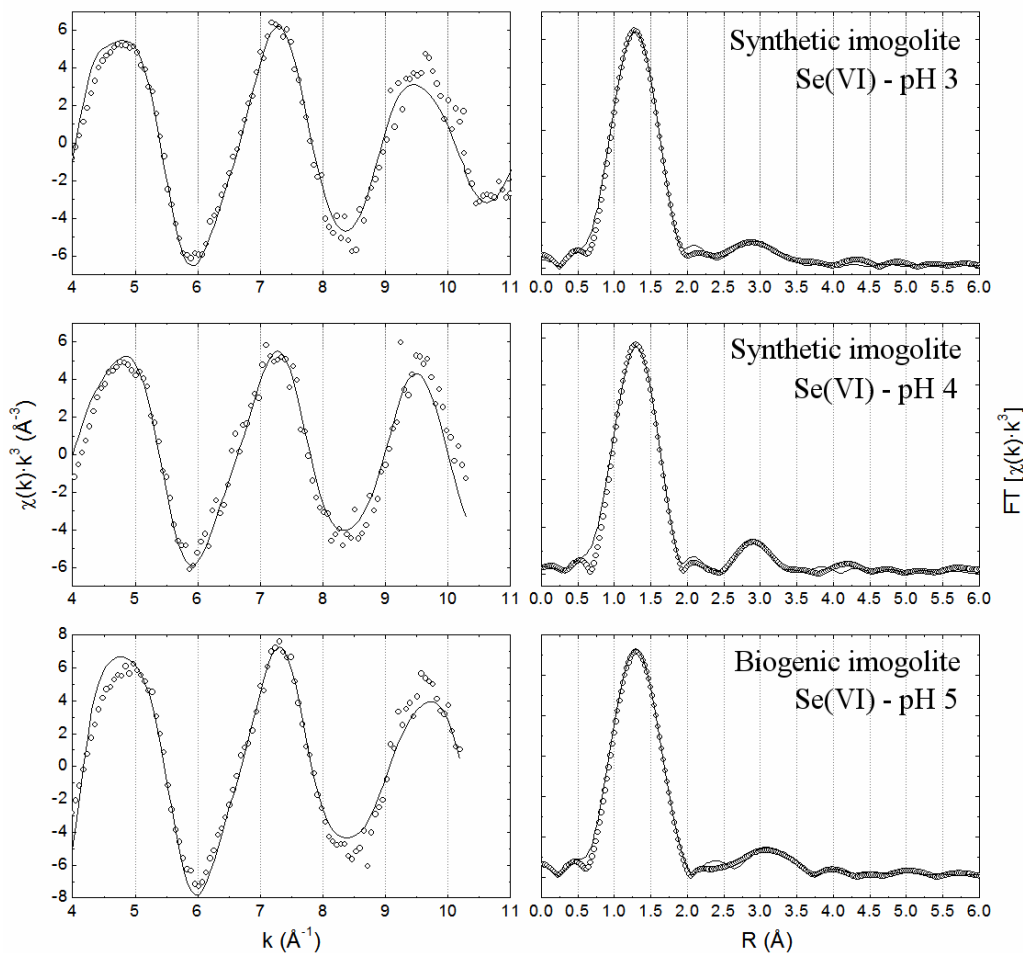 6
4
2
0
-2
-4
-6
4 5 6 7 8 9 10 11
Synthetic imogolite
Se(VI) - pH 3
0.0 0.5 1.0 1.5 2.0 2.5 3.0 3.5 4.0 4.5 5.0 5.5 6.0
χ(k)·k³ (Å⁻³)
6
4
2
0
-2
-4
-6
4 5 6 7 8 9 10 11
Synthetic imogolite
Se(VI) - pH 4
0.0 0.5 1.0 1.5 2.0 2.5 3.0 3.5 4.0 4.5 5.0 5.5 6.0
FT [χ(k)·k³]
8
6
4
2
0
-2
-4
-6
-8
4 5 6 7 8 9 10 11
k (Å⁻¹)
Biogenic imogolite
Se(VI) - pH 5
0.0 0.5 1.0 1.5 2.0 2.5 3.0 3.5 4.0 4.5 5.0 5.5 6.0
R (Å)